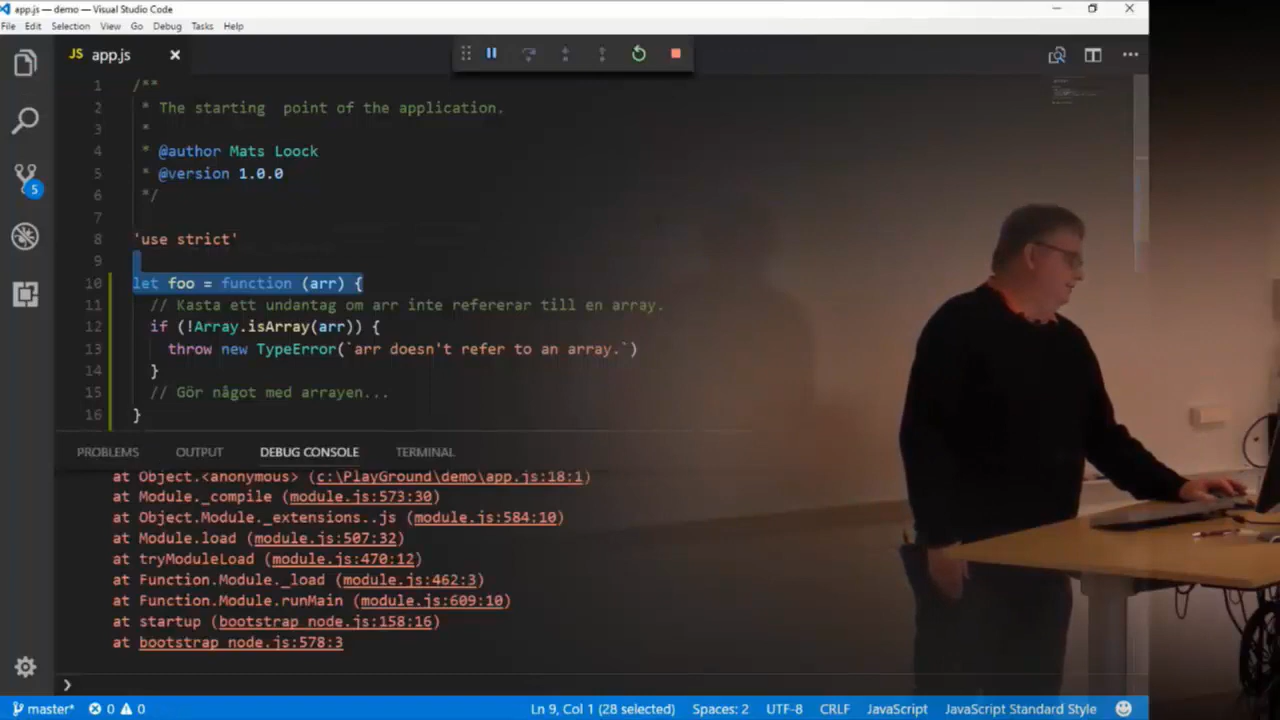 app.js — demo — Visual Studio Code
File Edit Selection View Go Debug Tasks Help
JS app.js
1 /**
2 * The starting  point of the application.
3 *
4 * @author Mats Loock
5 * @version 1.0.0
6 */
7
8 'use strict'
9
10 let foo = function (arr) {
11 // Kasta ett undantag om arr inte refererar till en array.
12 if (!Array.isArray(arr)) {
13 throw new TypeError(`arr doesn't refer to an array.`)
14 }
15 // Gör något med arrayen...
16 }
5
PROBLEMS OUTPUT DEBUG CONSOLE TERMINAL
at Object.<anonymous> (c:\PlayGround\demo\app.js:18:1)
at Module._compile (module.js:573:30)
at Object.Module._extensions..js (module.js:584:10)
at Module.load (module.js:507:32)
at tryModuleLoad (module.js:470:12)
at Function.Module._load (module.js:462:3)
at Function.Module.runMain (module.js:609:10)
at startup (bootstrap_node.js:158:16)
at bootstrap_node.js:578:3
master* 0 0 Ln 9, Col 1 (28 selected) Spaces: 2 UTF-8 CRLF JavaScript JavaScript Standard Style